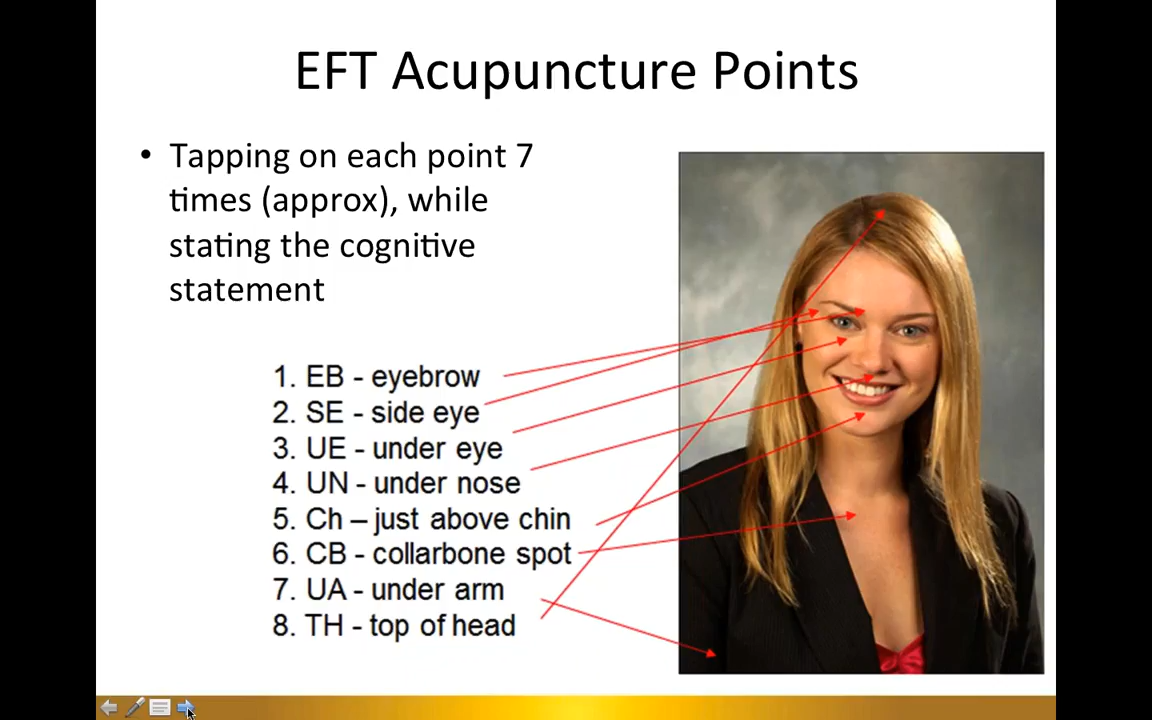 EFT Acupuncture Points
• Tapping on each point 7
times (approx), while
stating the cognitive
statement
1. EB - eyebrow
2. SE - side eye
3. UE - under eye
4. UN - under nose
5. Ch – just above chin
6. CB - collarbone spot
7. UA - under arm
8. TH - top of head